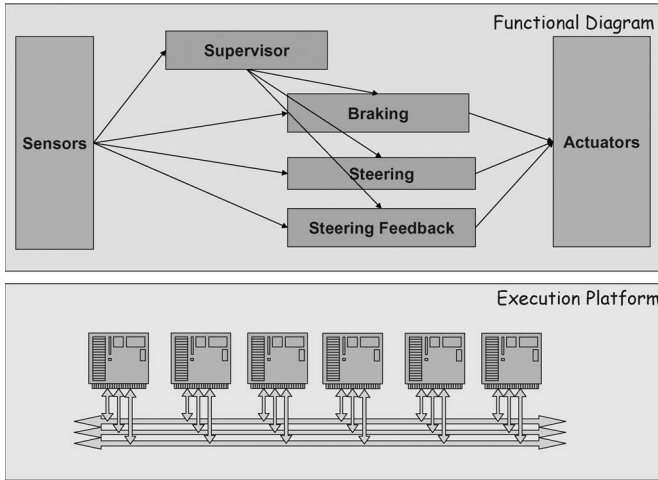 Functional Diagram
Supervisor
Sensors
Braking
Actuators
Steering
Steering Feedback
Execution Platform